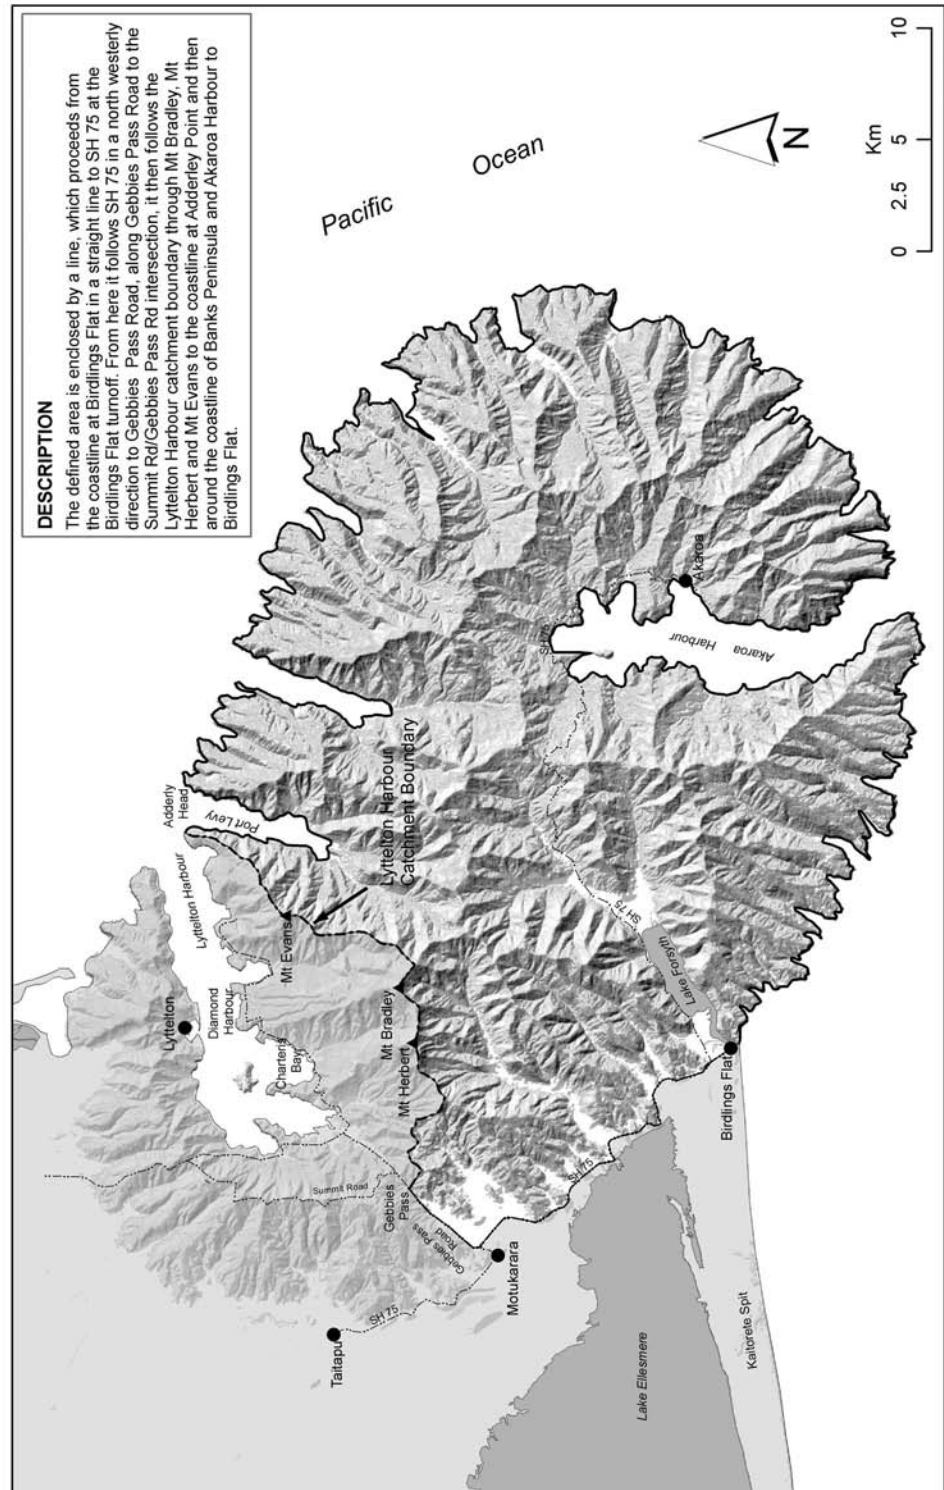 DESCRIPTION
The defined area is enclosed by a line, which proceeds from
the coastline at Birdlings Flat in a straight line to SH 75 at the
Birdlings Flat turnoff. From here it follows SH 75 in a north westerly
direction to Gebbies Pass Road, along Gebbies Pass Road to the
Summit Rd/Gebbies Pass Rd intersection, it then follows the
Lyttelton Harbour catchment boundary through Mt Bradley, Mt
Herbert and Mt Evans to the coastline at Adderley Point and then
around the coastline of Banks Peninsula and Akaroa Harbour to
Birdlings Flat.
Pacific Ocean
N
Km
0 2.5 5 10
Adderly
Head
Port Levy
Lyttelton Harbour
Lyttelton
Diamond
Harbour
Charteris
Bay
Mt Evans
Lyttelton Harbour
Catchment Boundary
Mt Bradley
Mt Herbert
Summit Road
Gebbies
Pass
Gebbies Pass
Road
SH 75
Taitapu
Motukarara
SH 75
SH 75
SH 75
Lake Forsyth
Birdlings Flat
Akaroa
Akaroa Harbour
Lake Ellesmere
Kaitorete Spit